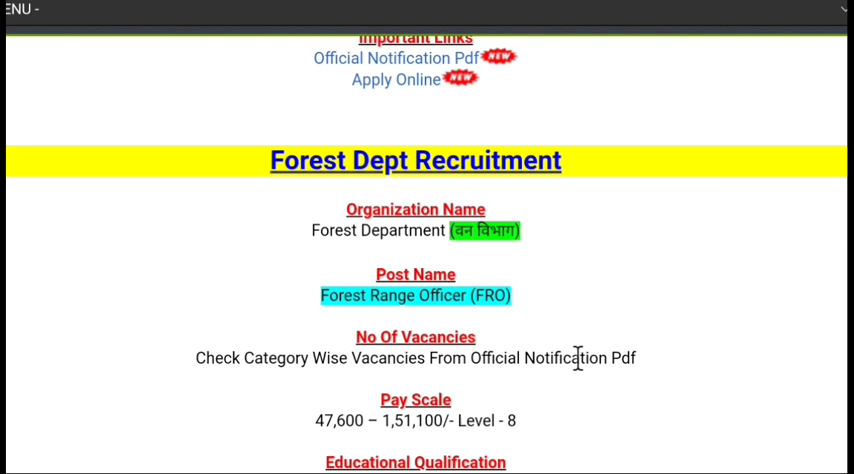 ENU -
Important Links
Official Notification Pdf NEW
Apply Online NEW
Forest Dept Recruitment
Organization Name
Forest Department (वन विभाग)
Post Name
Forest Range Officer (FRO)
No Of Vacancies
Check Category Wise Vacancies From Official Notification Pdf
Pay Scale
47,600 – 1,51,100/- Level - 8
Educational Qualification